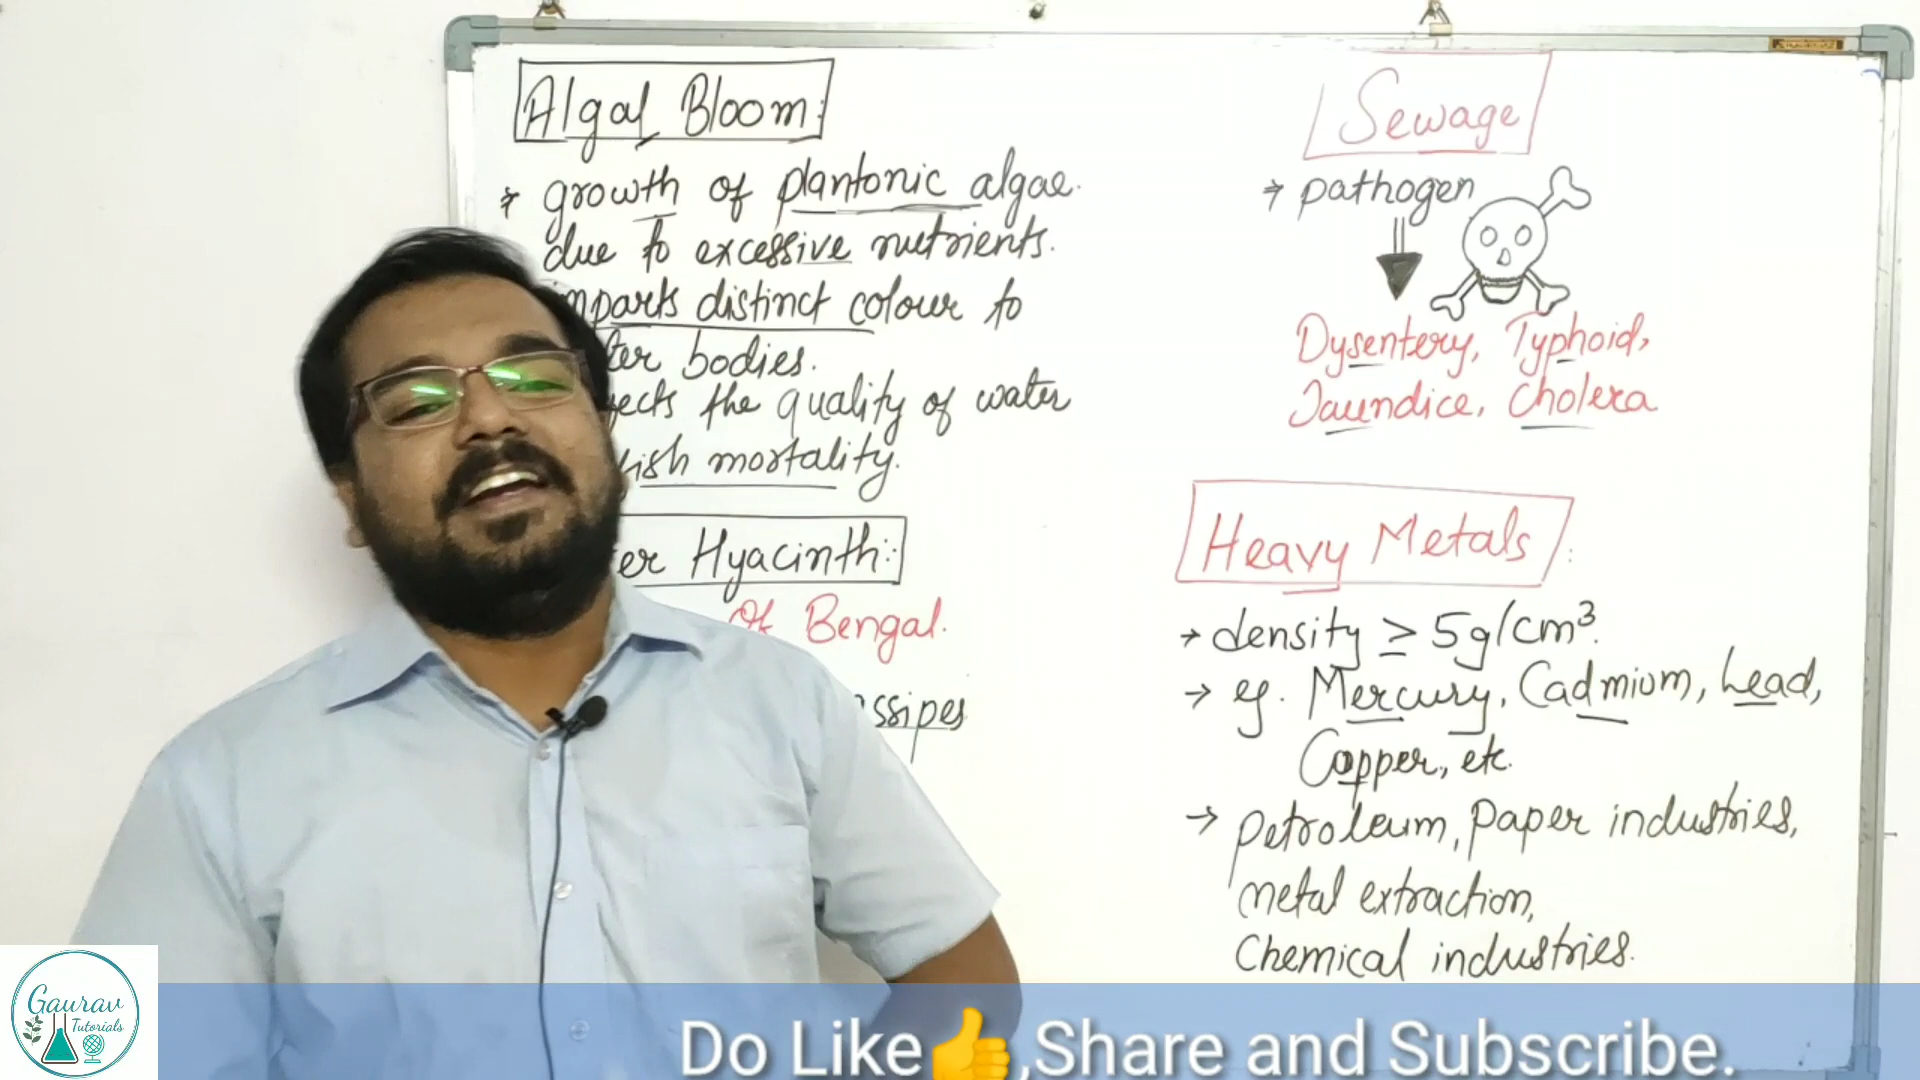 Algal Bloom:
growth of plantonic algae.
due to excessive nutrients.
imparts distinct colour to
bodies.
the quality of water
fish mortality.
Hyacinth:
Of Bengal.
Sewage
pathogen
Dysentery, Typhoid,
Jaundice, Cholera
Heavy Metals:
density ≥ 5g/cm³.
eg. Mercury, Cadmium, Lead,
Copper, etc.
petroleum, paper industries,
metal extraction,
Chemical industries.
Gaurav
Tutorials
Do Like👍,Share and Subscribe.